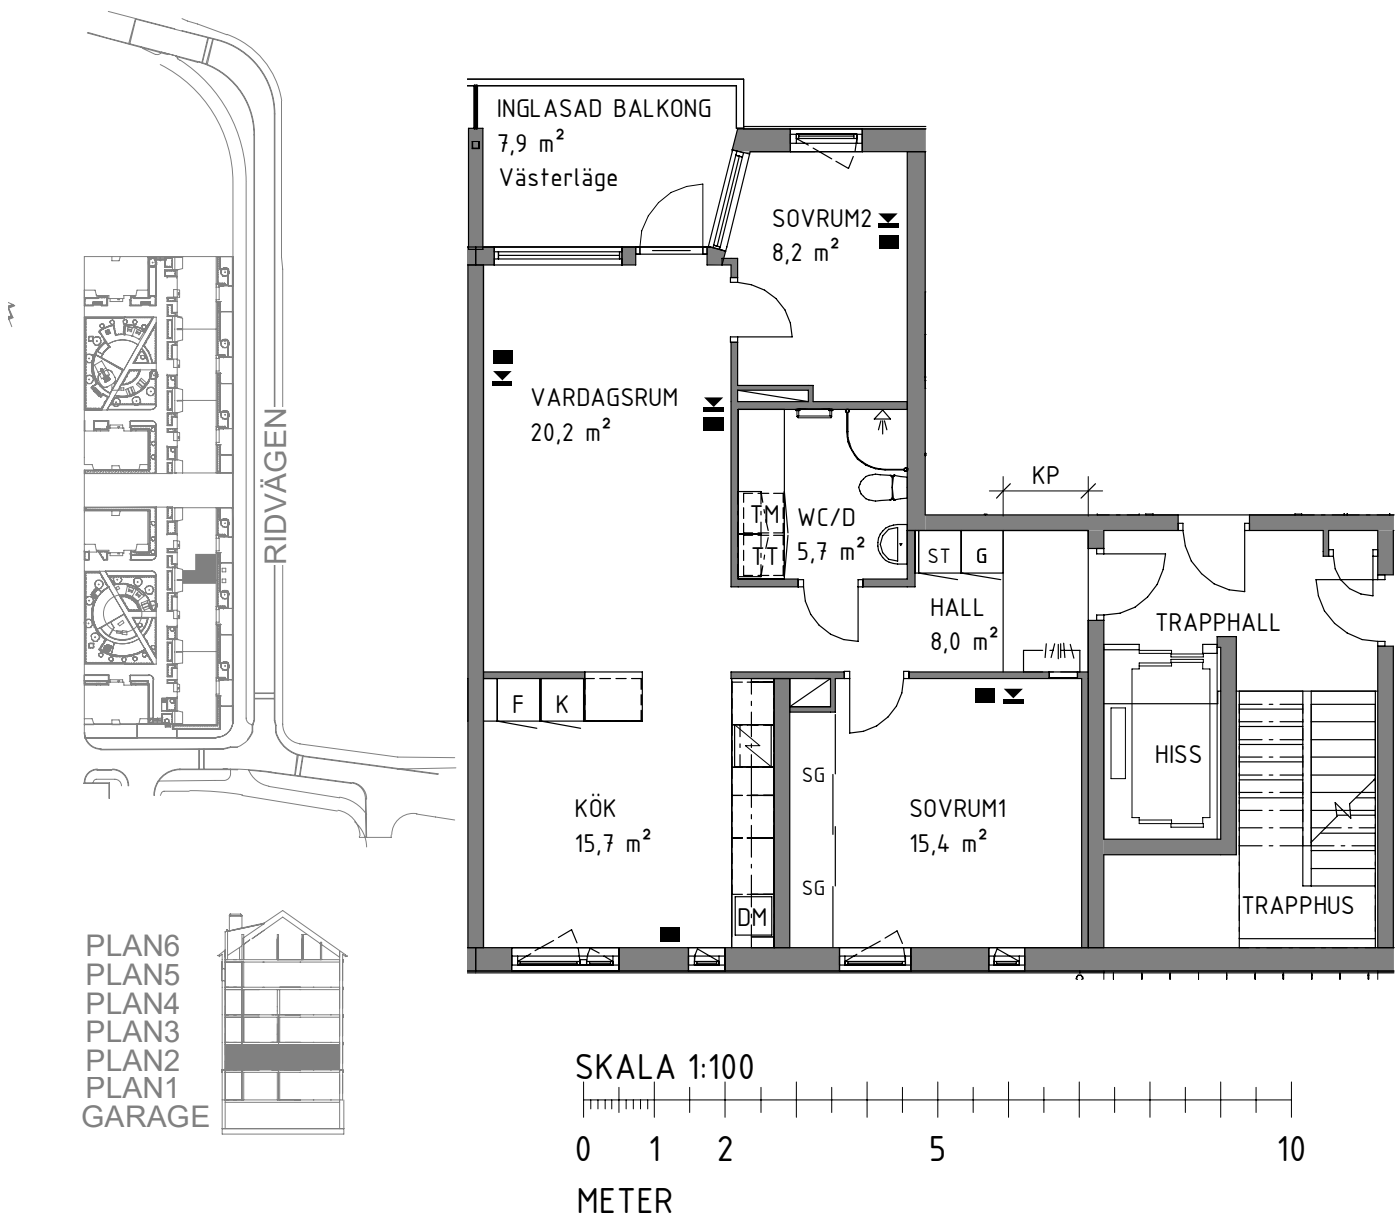 INGLASAD BALKONG
7,9 m²
Västerläge
SOVRUM2
8,2 m²
VARDAGSRUM
20,2 m²
RIDVÄGEN
KP
TM
WC/D
TT
5,7 m²
ST
G
HALL
8,0 m²
TRAPPHALL
F
K
HISS
SG
KÖK
15,7 m²
SOVRUM1
15,4 m²
SG
DM
TRAPPHUS
PLAN6
PLAN5
PLAN4
PLAN3
PLAN2
PLAN1
GARAGE
SKALA 1:100
0 1 2 5 10
METER